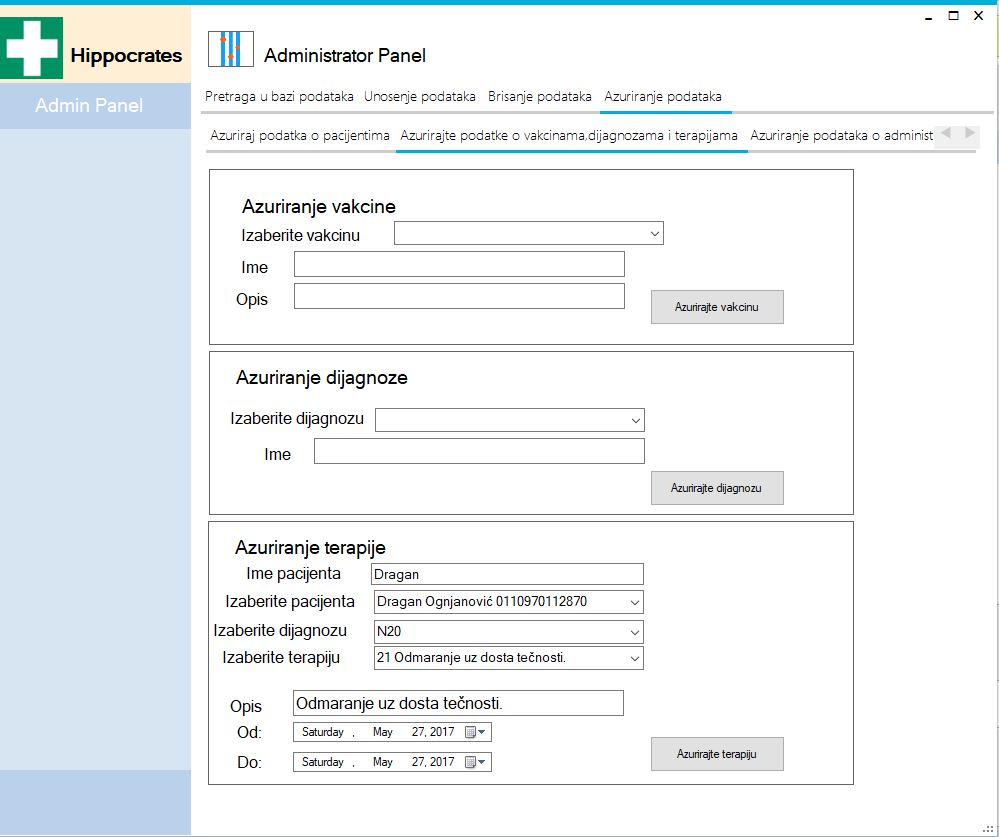 Hippocrates
Administrator Panel
Admin Panel
Pretraga u bazi podataka Unosenje podataka Brisanje podataka Azuriranje podataka
Azuriraj podatka o pacijentima Azurirajte podatke o vakcinama,dijagnozama i terapijama Azuriranje podataka o administ
Azuriranje vakcine
Izaberite vakcinu
Ime
Opis
Azurirajte vakcinu
Azuriranje dijagnoze
Izaberite dijagnozu
Ime
Azurirajte dijagnozu
Azuriranje terapije
Ime pacijenta Dragan
Izaberite pacijenta Dragan Ognjanović 0110970112870
Izaberite dijagnozu N20
Izaberite terapiju 21 Odmaranje uz dosta tečnosti.
Opis Odmaranje uz dosta tečnosti.
Od: Saturday , May 27, 2017
Do: Saturday , May 27, 2017
Azurirajte terapiju